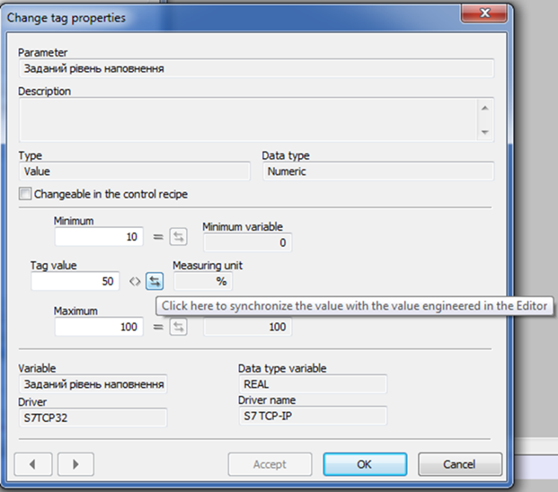 Change tag properties
Parameter
Заданий рівень наповнення
Description
Type
Data type
Value
Numeric
Changeable in the control recipe
Minimum
Minimum variable
10 =
0
Tag value
Measuring unit
50 <>
%
Click here to synchronize the value with the value engineered in the Editor
Maximum
100 =
100
Variable
Data type variable
Заданий рівень наповнення
REAL
Driver
Driver name
S7TCP32
S7 TCP-IP
Accept
OK
Cancel